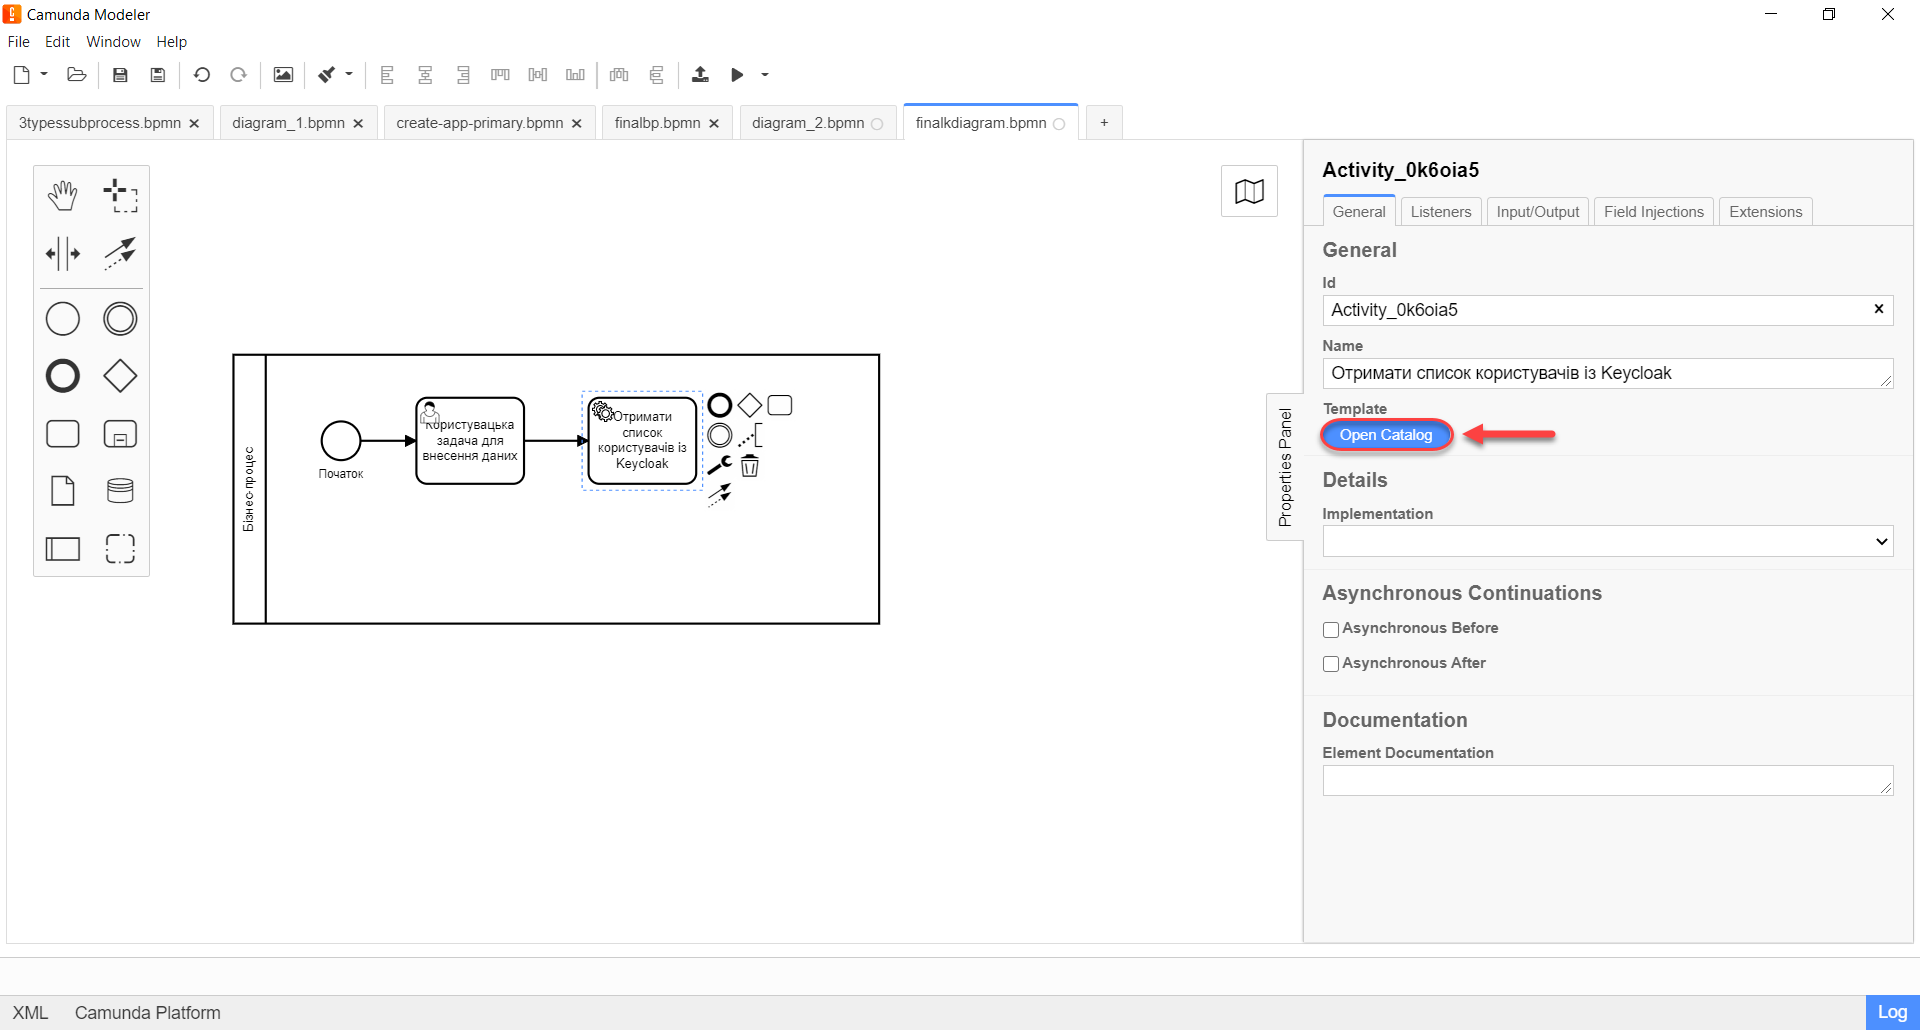 Camunda Modeler
File Edit Window Help
3typessubprocess.bpmn
diagram_1.bpmn
create-app-primary.bpmn
finalbp.bpmn
diagram_2.bpmn
finalkdiagram.bpmn
+
Бізнес-процес
Початок
Користувацька
задача для
внесення даних
Отримати
список
користувачів із
Keycloak
Properties Panel
Activity_0k6oia5
General Listeners Input/Output Field Injections Extensions
General
Id
Activity_0k6oia5
Name
Отримати список користувачів із Keycloak
Template
Open Catalog
Details
Implementation
Asynchronous Continuations
Asynchronous Before
Asynchronous After
Documentation
Element Documentation
XML Camunda Platform
Log